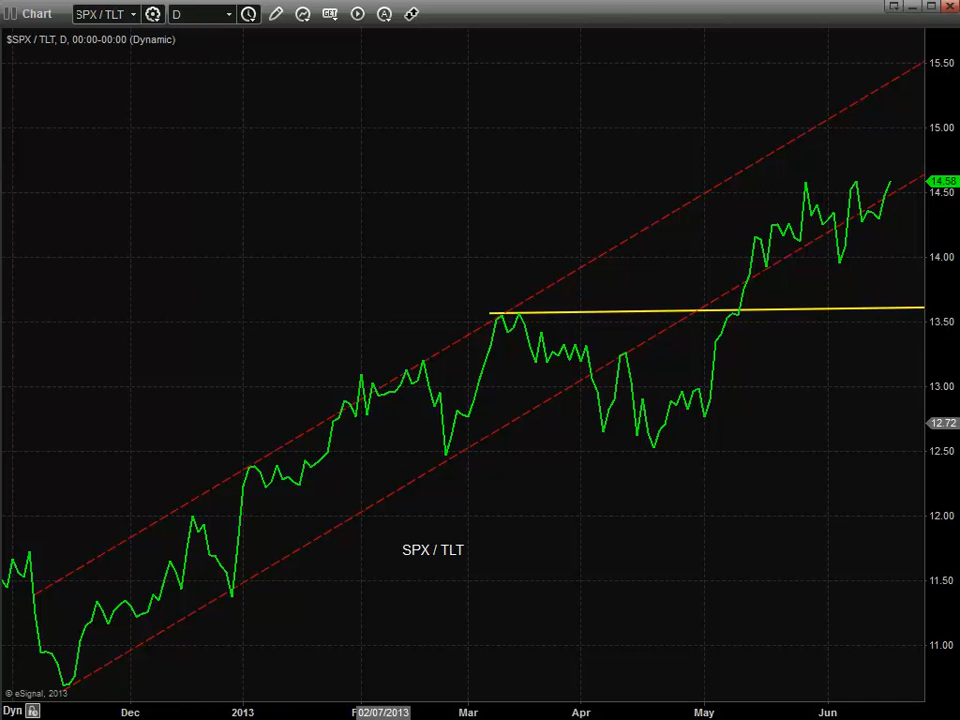 Chart SPX / TLT D GET A
$SPX / TLT, D, 00:00-00:00 (Dynamic)
15.50
15.00
14.58
14.50
14.00
13.50
13.00
12.72
12.50
12.00
SPX / TLT
11.50
11.00
© eSignal, 2013
Dyn Dec 2013 F 02/07/2013 Mar Apr May Jun